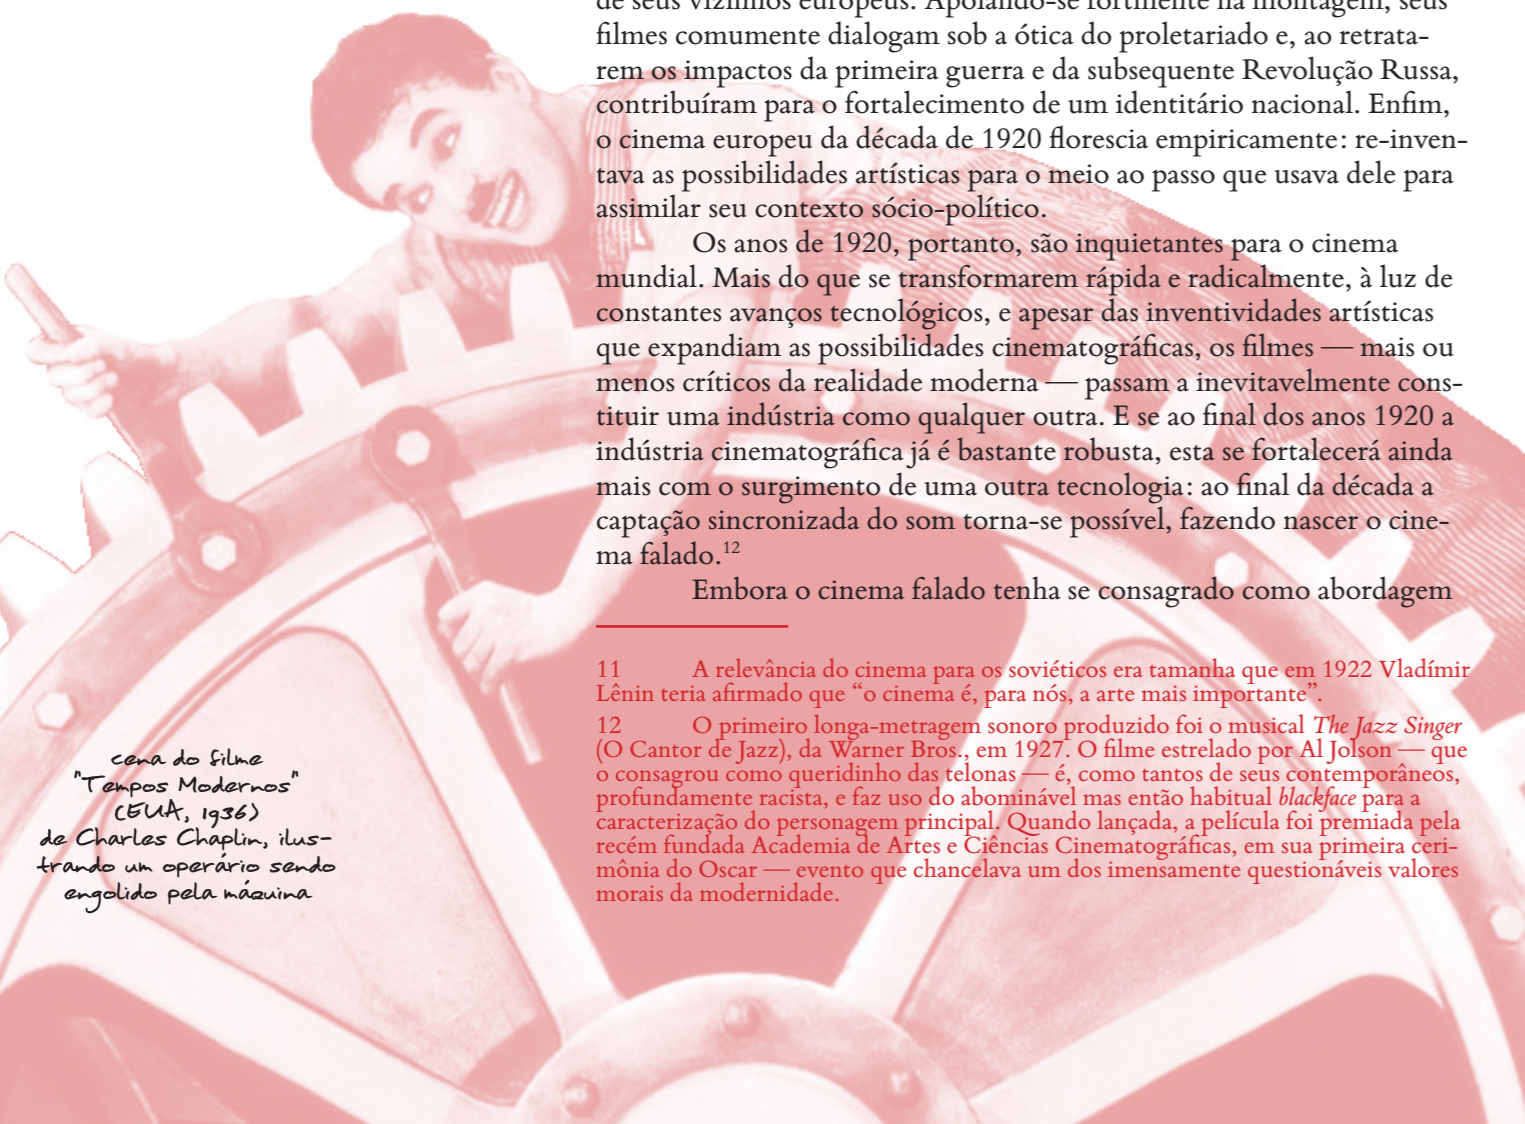 de seus vizinhos europeus. Apoiando-se fortemente na montagem, seus
filmes comumente dialogam sob a ótica do proletariado e, ao retrata-
rem os impactos da primeira guerra e da subsequente Revolução Russa,
contribuíram para o fortalecimento de um identitário nacional. Enfim,
o cinema europeu da década de 1920 florescia empiricamente: re-inven-
tava as possibilidades artísticas para o meio ao passo que usava dele para
assimilar seu contexto sócio-político.
Os anos de 1920, portanto, são inquietantes para o cinema
mundial. Mais do que se transformarem rápida e radicalmente, à luz de
constantes avanços tecnológicos, e apesar das inventividades artísticas
que expandiam as possibilidades cinematográficas, os filmes — mais ou
menos críticos da realidade moderna — passam a inevitavelmente cons-
tituir uma indústria como qualquer outra. E se ao final dos anos 1920 a
indústria cinematográfica já é bastante robusta, esta se fortalecerá ainda
mais com o surgimento de uma outra tecnologia: ao final da década a
captação sincronizada do som torna-se possível, fazendo nascer o cine-
ma falado.12
Embora o cinema falado tenha se consagrado como abordagem
11 A relevância do cinema para os soviéticos era tamanha que em 1922 Vladímir
Lênin teria afirmado que “o cinema é, para nós, a arte mais importante”.
12 O primeiro longa-metragem sonoro produzido foi o musical The Jazz Singer
(O Cantor de Jazz), da Warner Bros., em 1927. O filme estrelado por Al Jolson — que
o consagrou como queridinho das telonas — é, como tantos de seus contemporâneos,
profundamente racista, e faz uso do abominável mas então habitual blackface para a
caracterização do personagem principal. Quando lançada, a película foi premiada pela
recém fundada Academia de Artes e Ciências Cinematográficas, em sua primeira ceri-
mônia do Oscar — evento que chancelava um dos imensamente questionáveis valores
morais da modernidade.
cena do filme
"Tempos Modernos"
(EUA, 1936)
de Charles Chaplin, ilus-
trando um operário sendo
engolido pela máquina